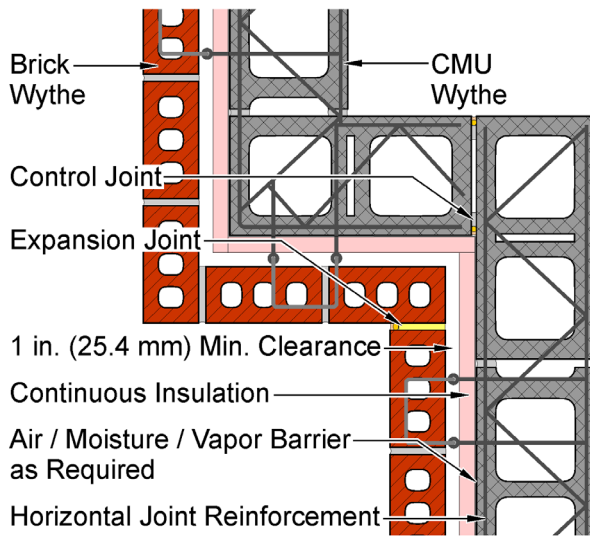 Brick
Wythe
CMU
Wythe
Control Joint
Expansion Joint
1 in. (25.4 mm) Min. Clearance
Continuous Insulation
Air / Moisture / Vapor Barrier
as Required
Horizontal Joint Reinforcement